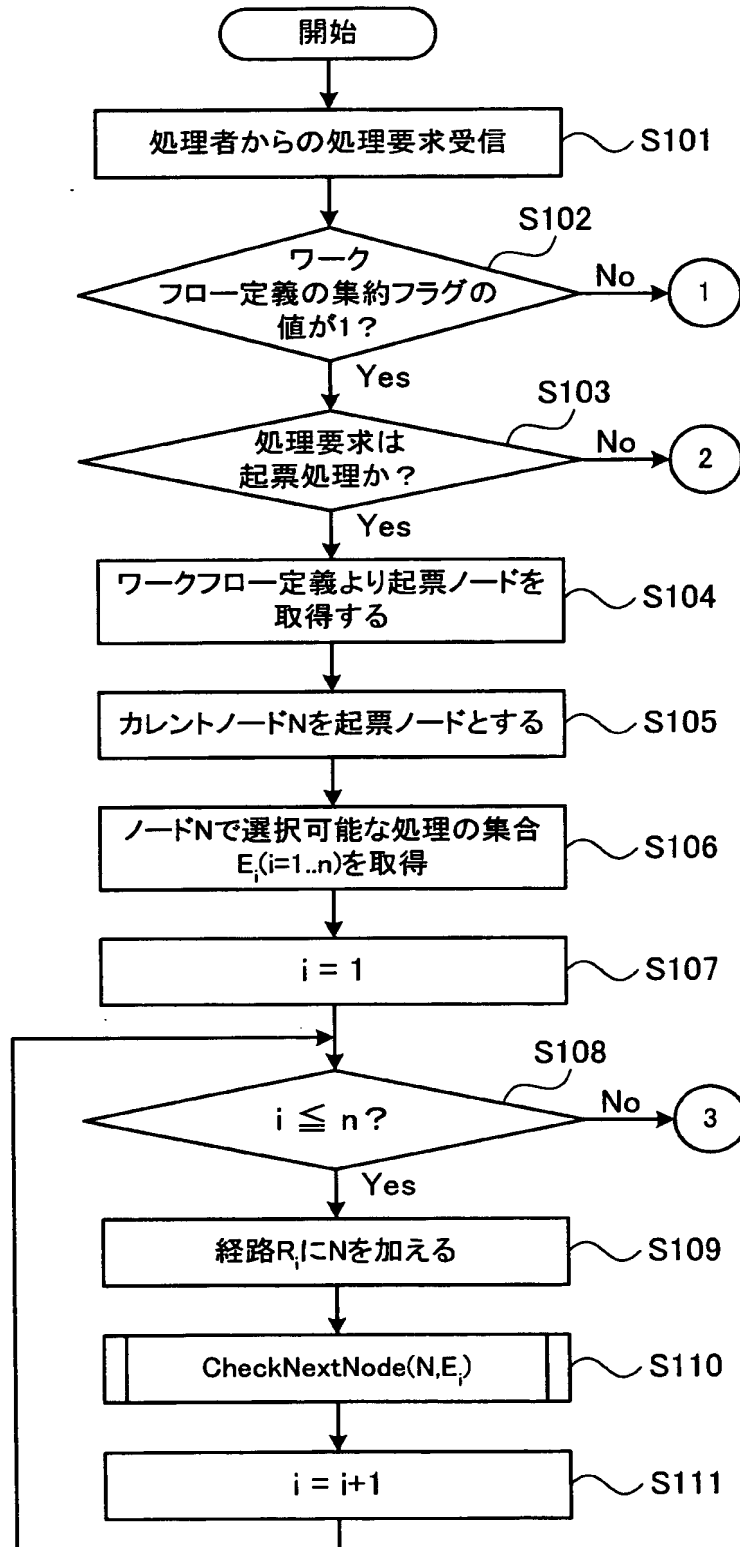 開始
処理者からの処理要求受信
S101
S102
ワーク
フロー定義の集約フラグの
値が1？
No
1
Yes
S103
処理要求は
起票処理か？
No
2
Yes
ワークフロー定義より起票ノードを
取得する
S104
カレントノードNを起票ノードとする
S105
ノードNで選択可能な処理の集合
Ei(i=1..n)を取得
S106
i = 1
S107
S108
i ≦ n？
No
3
Yes
経路RiにNを加える
S109
CheckNextNode(N,Ei)
S110
i = i+1
S111